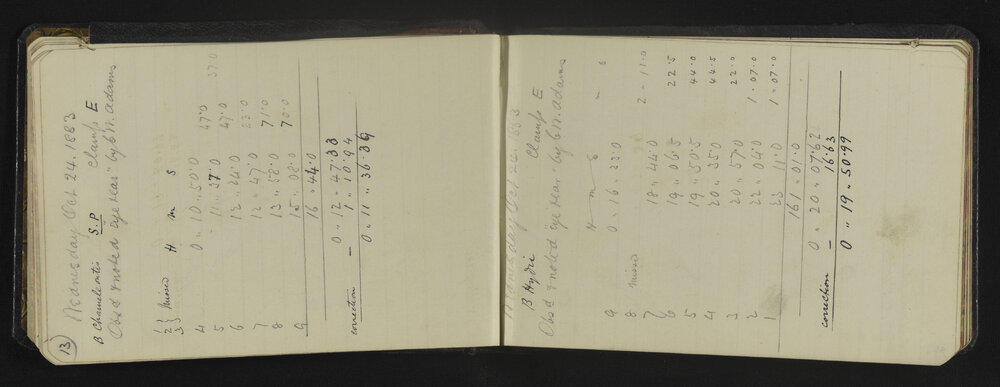 13
Wednesday Oct 24. 1883
β Chamaeleontis S.P Clamp E
Obsd & noted "Eye & ear" by C.W. Adams
H m s
1
2 } missed
3
4 0 " 10 " 50.0 47.0
5 11 " 37.0 47.0 37.0
6 12 " 24.0 23.0
7 12 " 47.0 71.0
8 13 " 58.0 70.0
9 15 " 08.0
16 " 44.0
0 " 12 " 47.33
correction – 1 " 10.94
0 " 11 " 36.39
Wednesday Oct 24. 1883
β Hydri Clamp E
Obsd & noted "Eye & ear" by C.W. Adams
H m s
9 0 " 16 " 33.0
8 missed
7 18 " 44.0 2 – 11.0
6 19 " 06.5 22.5
5 19 " 50.5 44.0
4 20 " 35.0 44.5
3 20 " 57.0 22.0
2 22 " 04.0 1 " 07.0
1 23 " 11.0 1 " 07.0
161 " 01.0
0 " 20 " 07.62
correction – 16.63
0 " 19 " 50.99